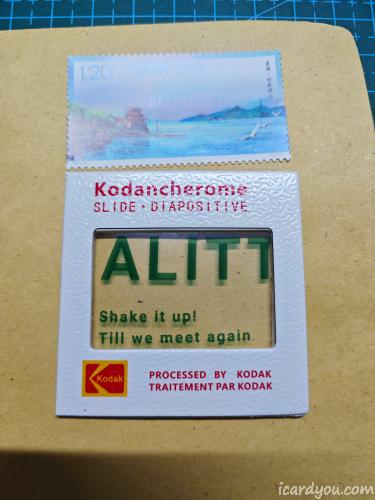 1.20
Kodancherome
SLIDE · DIAPOSITIVE
ALITT
Shake it up!
Till we meet again
Kodak
PROCESSED BY KODAK
TRAITEMENT PAR KODAK
icardyou.com